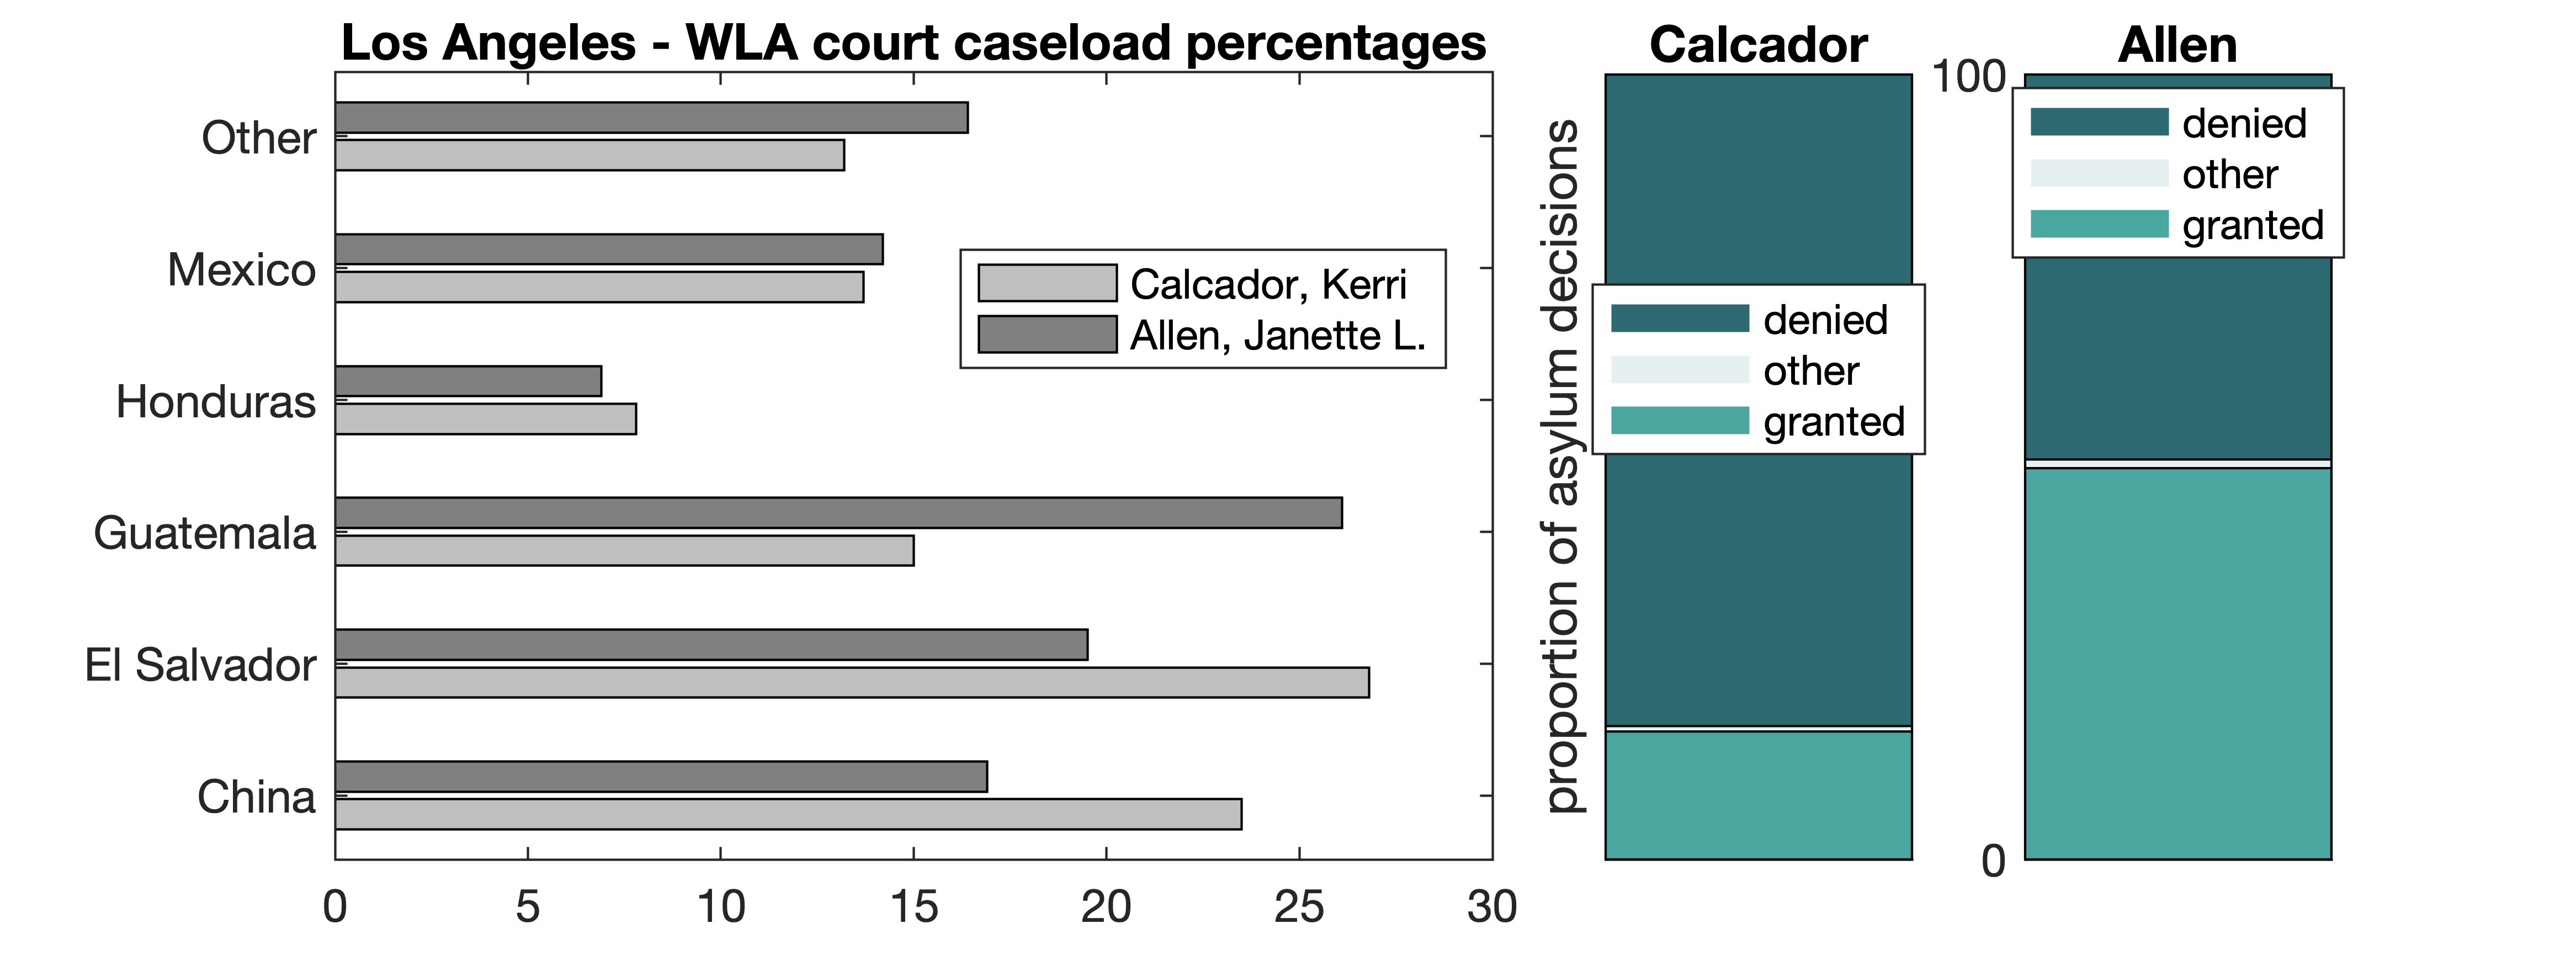 Los Angeles - WLA court caseload percentages
Other
Mexico
Honduras
Guatemala
El Salvador
China
0 5 10 15 20 25 30
Calcador, Kerri
Allen, Janette L.
proportion of asylum decisions
Calcador
denied
other
granted
Allen
100
0
denied
other
granted